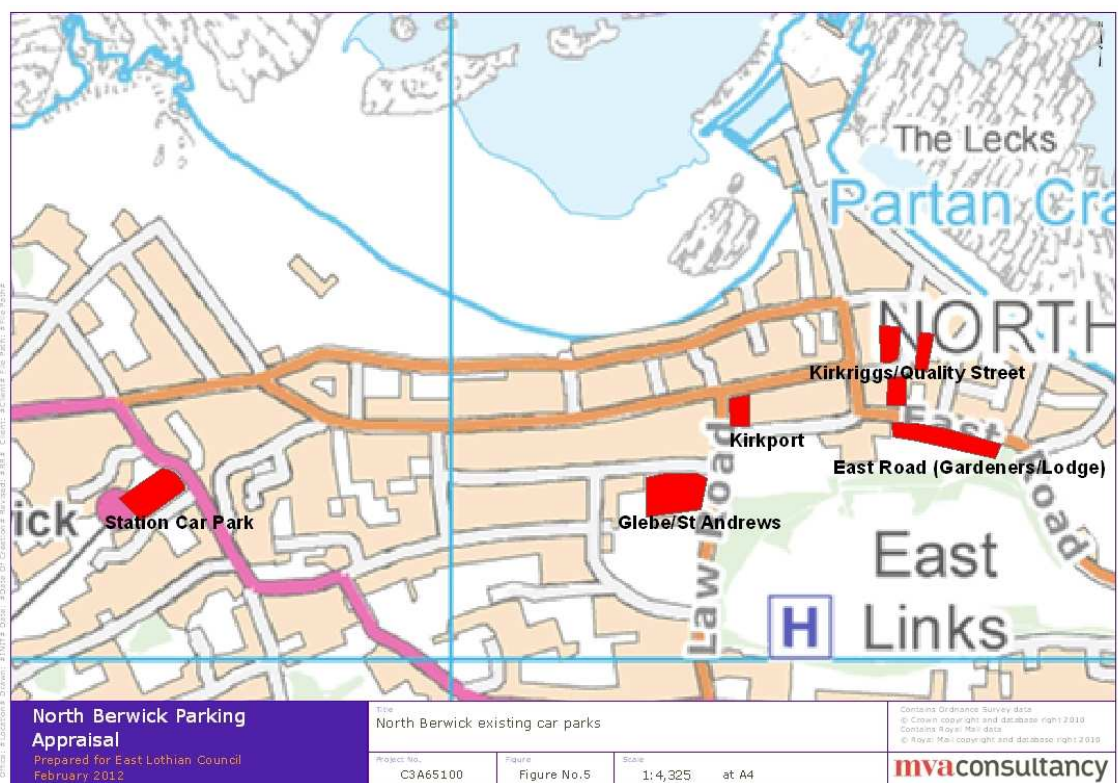 The Lecks
Partan Cra
NORTH
Kirkriggs/Quality Street
East
Road
Kirkport
East Road (Gardeners/Lodge)
Law Road
Glebe/St Andrews
wick
Station Car Park
East
Links
H
North Berwick Parking
Appraisal
Prepared for East Lothian Council
February 2012
Title
North Berwick existing car parks
Project No.
C3A65100
Figure
Figure No.5
Scale
1:4,325 at A4
Contains Ordnance Survey data
© Crown copyright and database right 2010
Contains Royal Mail data
© Royal Mail copyright and database right 2010
mvaconsultancy